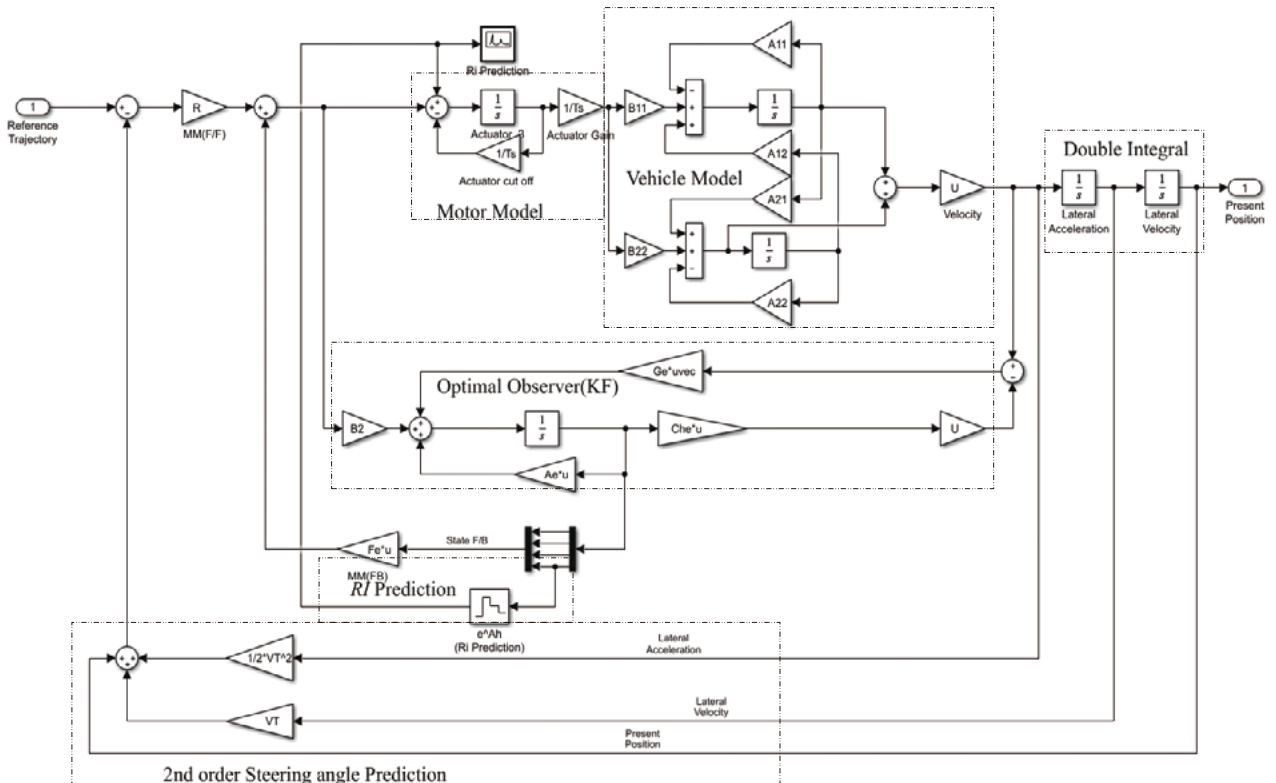 Ri Prediction
A11
1
Reference
Trajectory
R
MM(F/F)
1
s
Actuator 3
1/Ts
Actuator Gain
1/Ts
Actuator cut off
Motor Model
B11
1
s
A12
Vehicle Model
A21
B22
1
s
A22
U
Velocity
Double Integral
1
s
Lateral
Acceleration
1
s
Lateral
Velocity
1
Present
Position
Ge*uvec
Optimal Observer(KF)
B2
1
s
Che*u
U
Ae*u
Fe*u
State F/B
MM(FB)
RI Prediction
e^Ah
(Ri Prediction)
1/2*VT^2
Lateral
Acceleration
VT
Lateral
Velocity
Present
Position
2nd order Steering angle Prediction